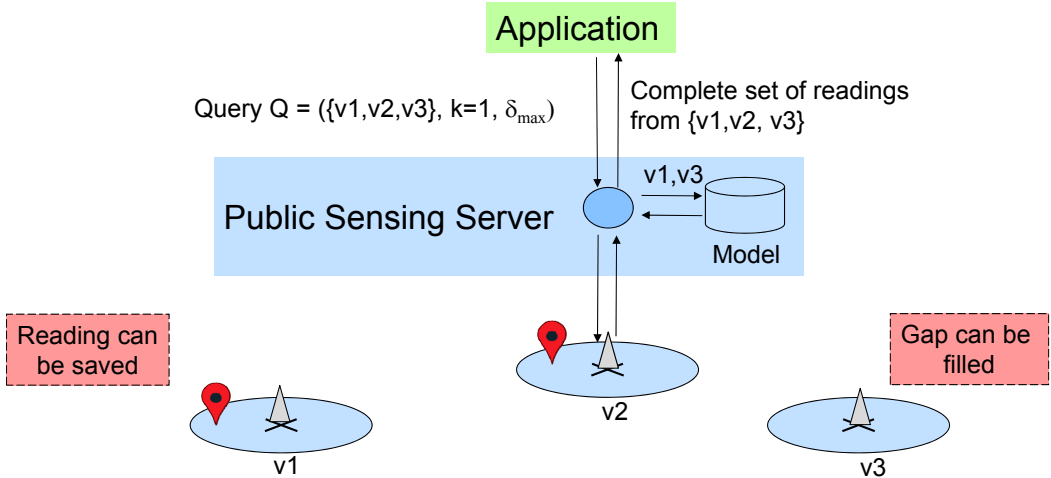 Application
Query Q = ({v1,v2,v3}, k=1, δmax)
Complete set of readings
from {v1,v2, v3}
v1,v3
Public Sensing Server
Model
Reading can
be saved
Gap can be
filled
v1
v2
v3